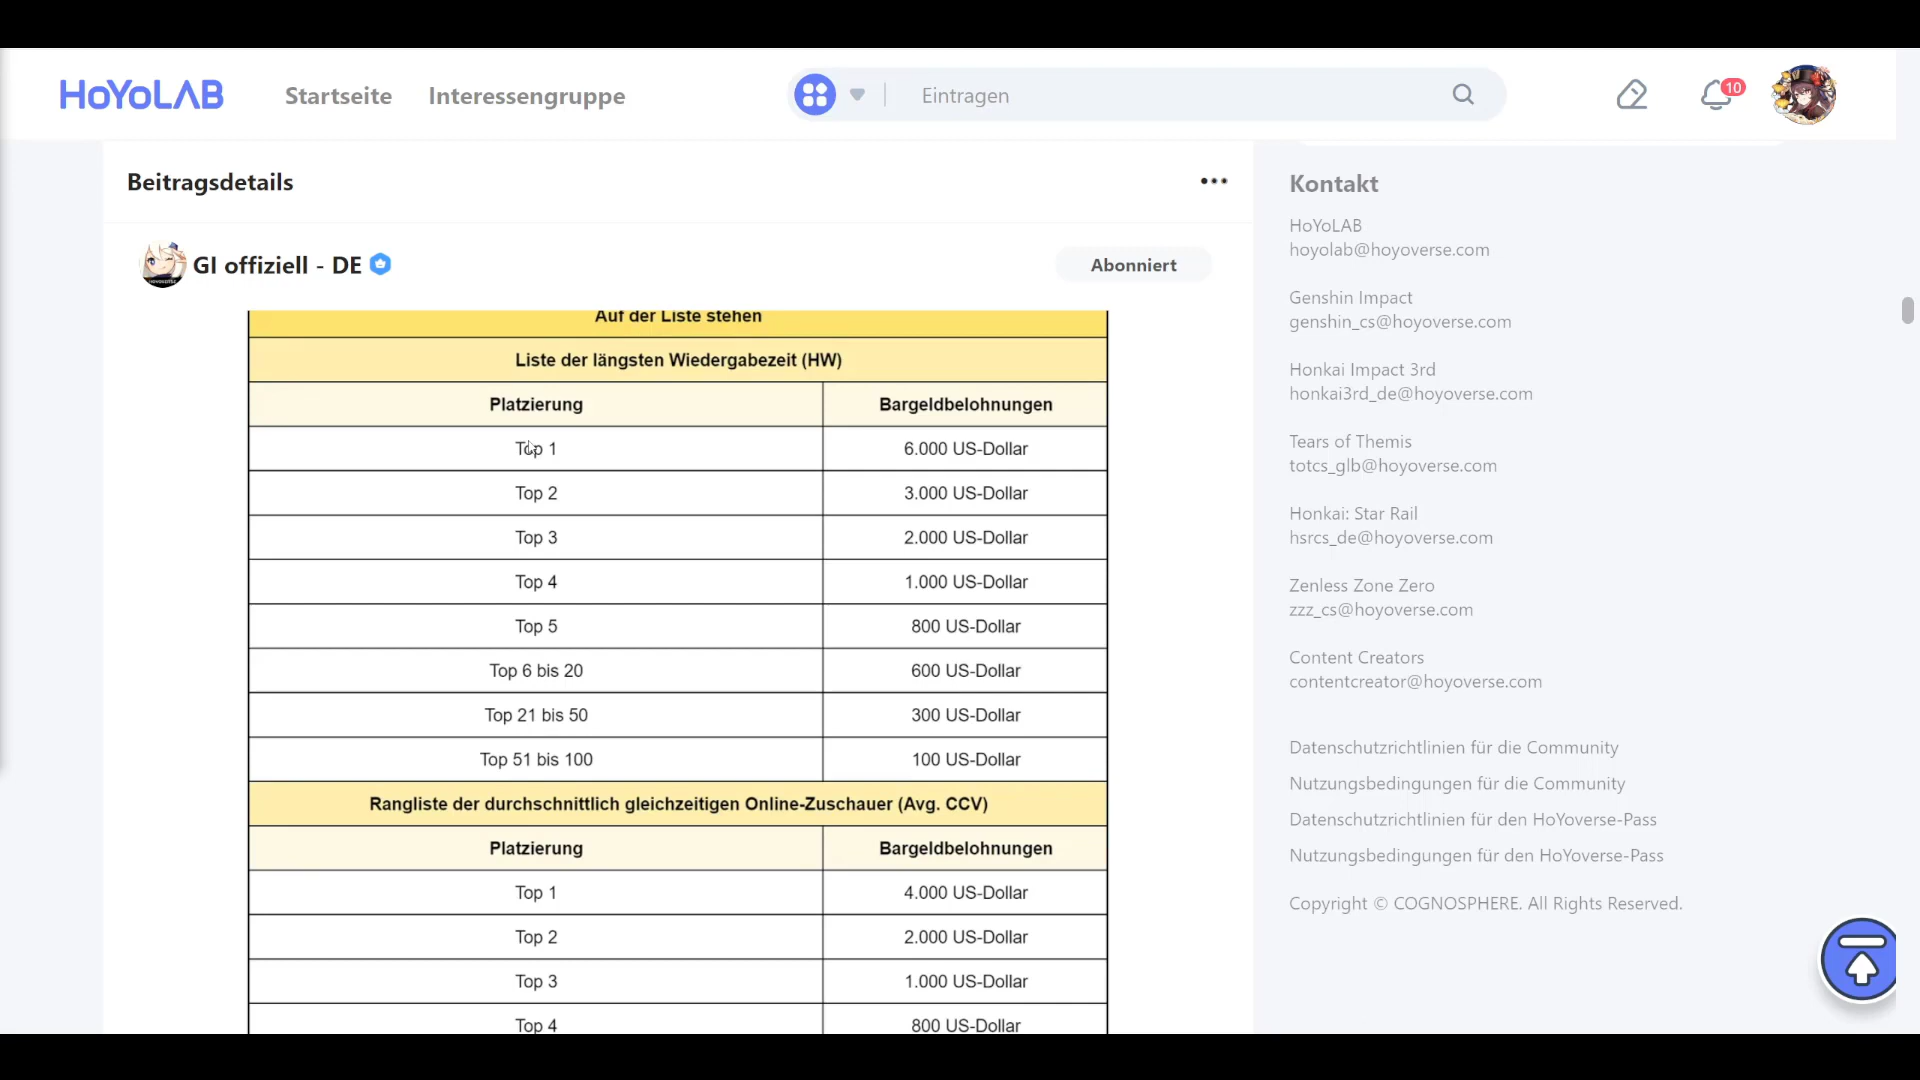 HoYoLAB
Startseite
Interessengruppe
Eintragen
10
Beitragsdetails
GI offiziell - DE
Abonniert
Auf der Liste stehen
Liste der längsten Wiedergabezeit (HW)
Platzierung Bargeldbelohnungen
Top 1 6.000 US-Dollar
Top 2 3.000 US-Dollar
Top 3 2.000 US-Dollar
Top 4 1.000 US-Dollar
Top 5 800 US-Dollar
Top 6 bis 20 600 US-Dollar
Top 21 bis 50 300 US-Dollar
Top 51 bis 100 100 US-Dollar
Rangliste der durchschnittlich gleichzeitigen Online-Zuschauer (Avg. CCV)
Platzierung Bargeldbelohnungen
Top 1 4.000 US-Dollar
Top 2 2.000 US-Dollar
Top 3 1.000 US-Dollar
Top 4 800 US-Dollar
Kontakt
HoYoLAB
hoyolab@hoyoverse.com
Genshin Impact
genshin_cs@hoyoverse.com
Honkai Impact 3rd
honkai3rd_de@hoyoverse.com
Tears of Themis
totcs_glb@hoyoverse.com
Honkai: Star Rail
hsrcs_de@hoyoverse.com
Zenless Zone Zero
zzz_cs@hoyoverse.com
Content Creators
contentcreator@hoyoverse.com
Datenschutzrichtlinien für die Community
Nutzungsbedingungen für die Community
Datenschutzrichtlinien für den HoYoverse-Pass
Nutzungsbedingungen für den HoYoverse-Pass
Copyright © COGNOSPHERE. All Rights Reserved.